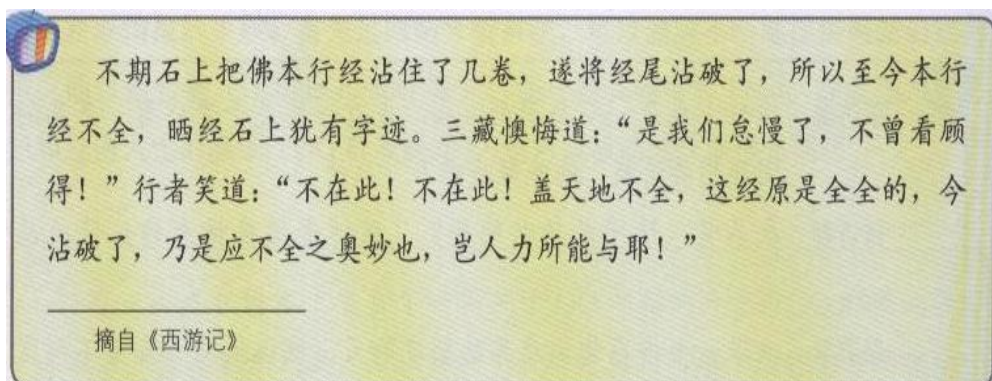 不期石上把佛本行经沾住了几卷，遂将经尾沾破了，所以至今本行
经不全，晒经石上犹有字迹。三藏懊悔道：“是我们怠慢了，不曾看顾
得！”行者笑道：“不在此！不在此！盖天地不全，这经原是全全的，今
沾破了，乃是应不全之奥妙也，岂人力所能与耶！”
摘自《西游记》